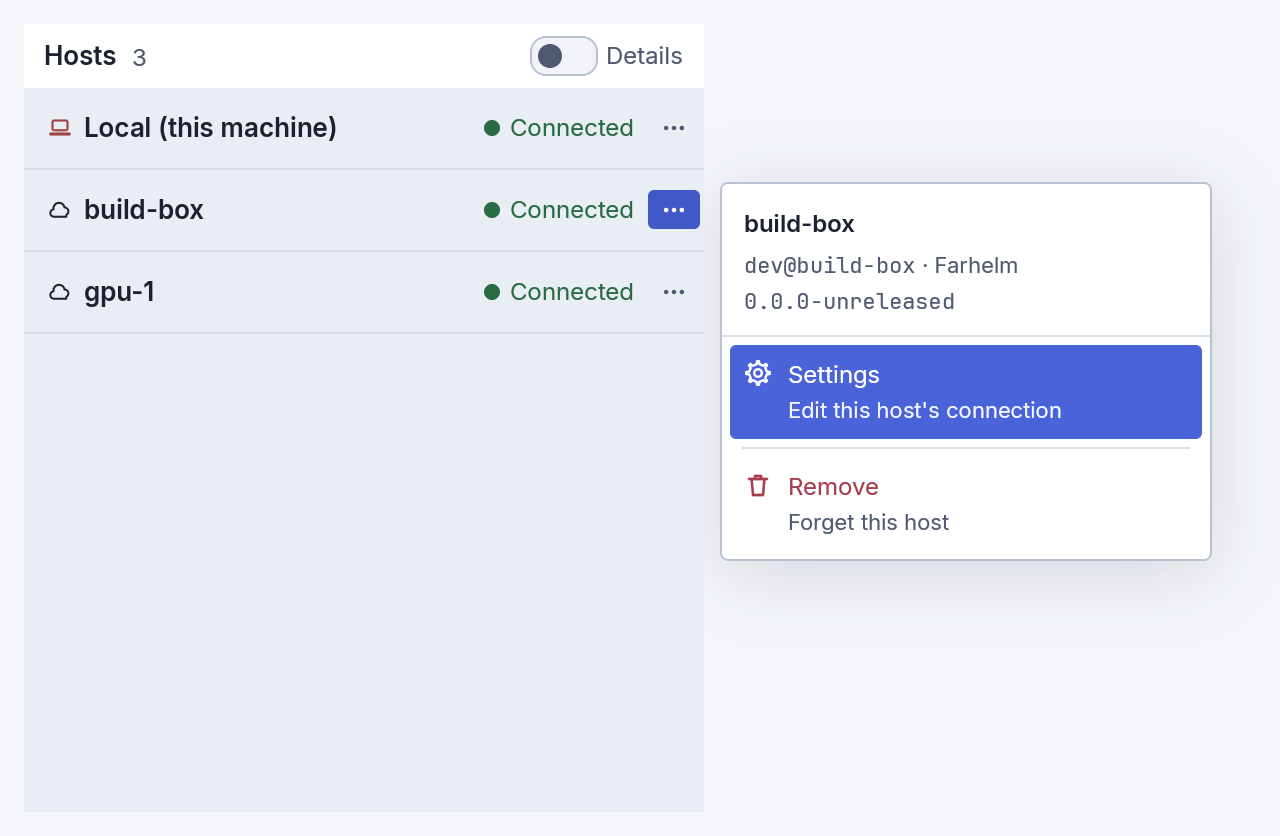 Hosts 3
Details
Local (this machine)
Connected
build-box
Connected
gpu-1
Connected
build-box
dev@build-box · Farhelm
0.0.0-unreleased
Settings
Edit this host's connection
Remove
Forget this host